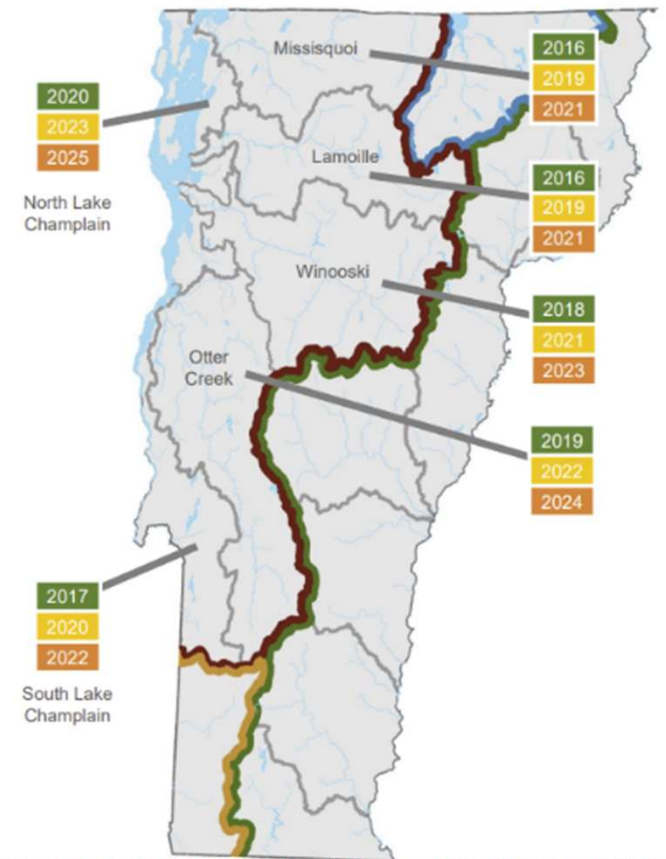 Missisquoi
2016
2019
2021
2020
2023
2025
North Lake
Champlain
Lamoille
2016
2019
2021
Winooski
2018
2021
2023
Otter
Creek
2019
2022
2024
2017
2020
2022
South Lake
Champlain